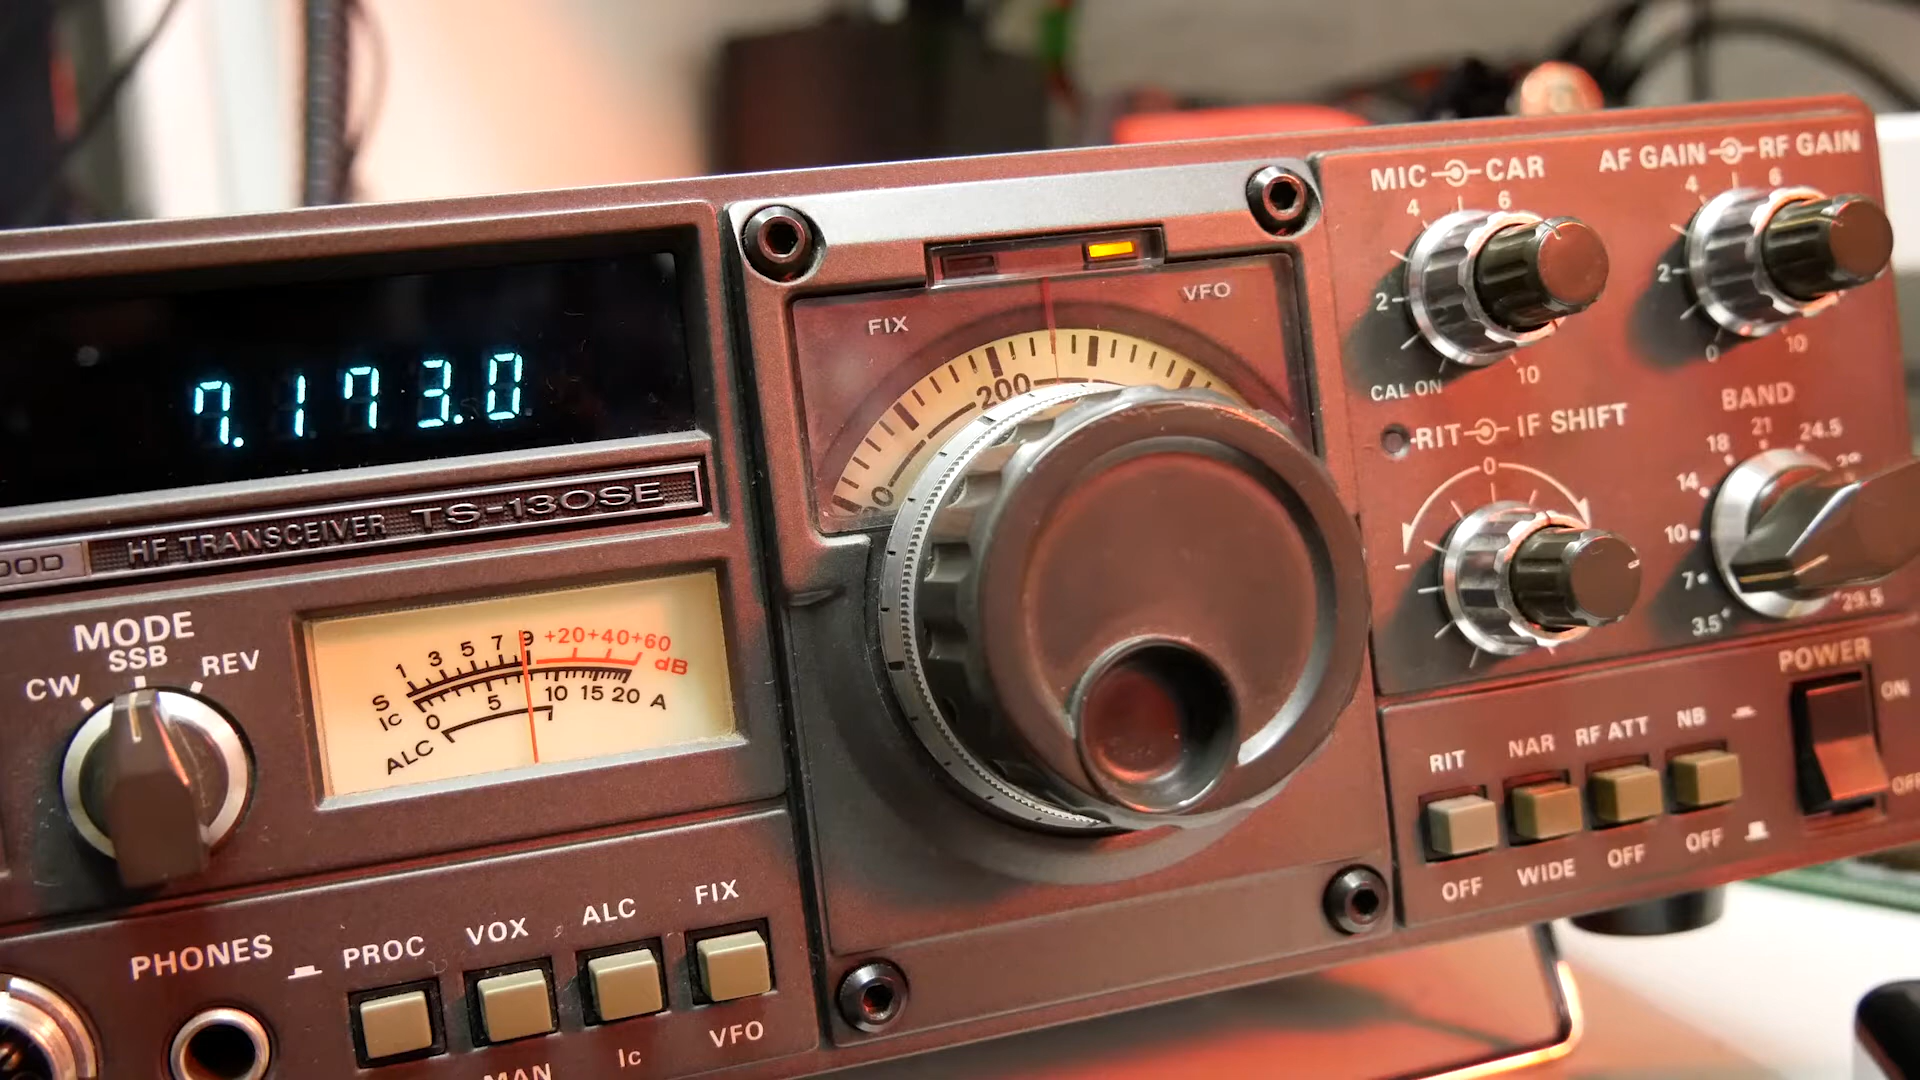 7.173.0
OOD
HF TRANSCEIVER TS-130SE
MODE
CW SSB REV
S 1 3 5 7 9 +20 +40 +60 dB
Ic 0 5 10 15 20 A
ALC
PHONES
PROC VOX ALC FIX
MAN Ic VFO
FIX VFO
200
MIC CAR
4 6
2
CAL ON 10
AF GAIN RF GAIN
4 6
2
0 10
RIT IF SHIFT
0
BAND
18 21 24.5
14
10
7
3.5 29.5
POWER
ON
OFF
RIT NAR RF ATT NB
OFF WIDE OFF OFF